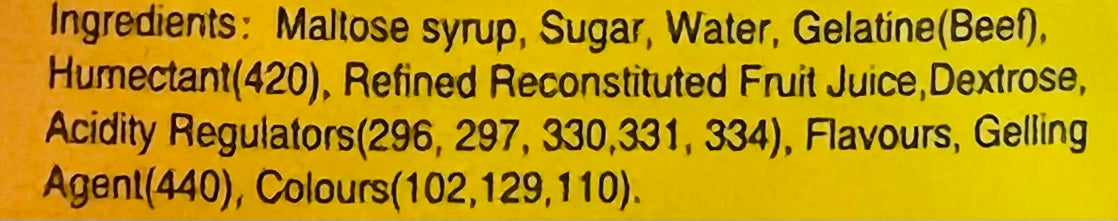 Ingredients: Maltose syrup, Sugar, Water, Gelatine(Beef),
Humectant(420), Refined Reconstituted Fruit Juice,Dextrose,
Acidity Regulators(296, 297, 330,331, 334), Flavours, Gelling
Agent(440), Colours(102,129,110).